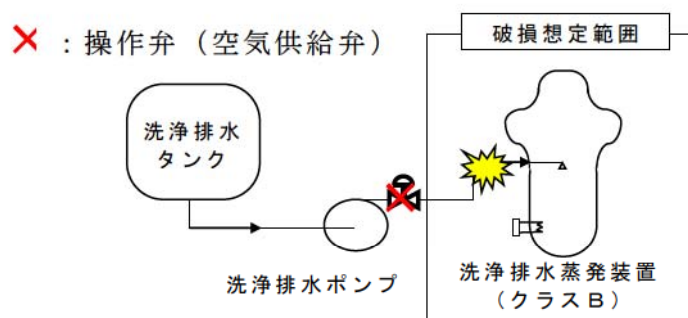 ×：操作弁（空気供給弁）
破損想定範囲
洗浄排水
タンク
洗浄排水ポンプ
洗浄排水蒸発装置
（クラスＢ）